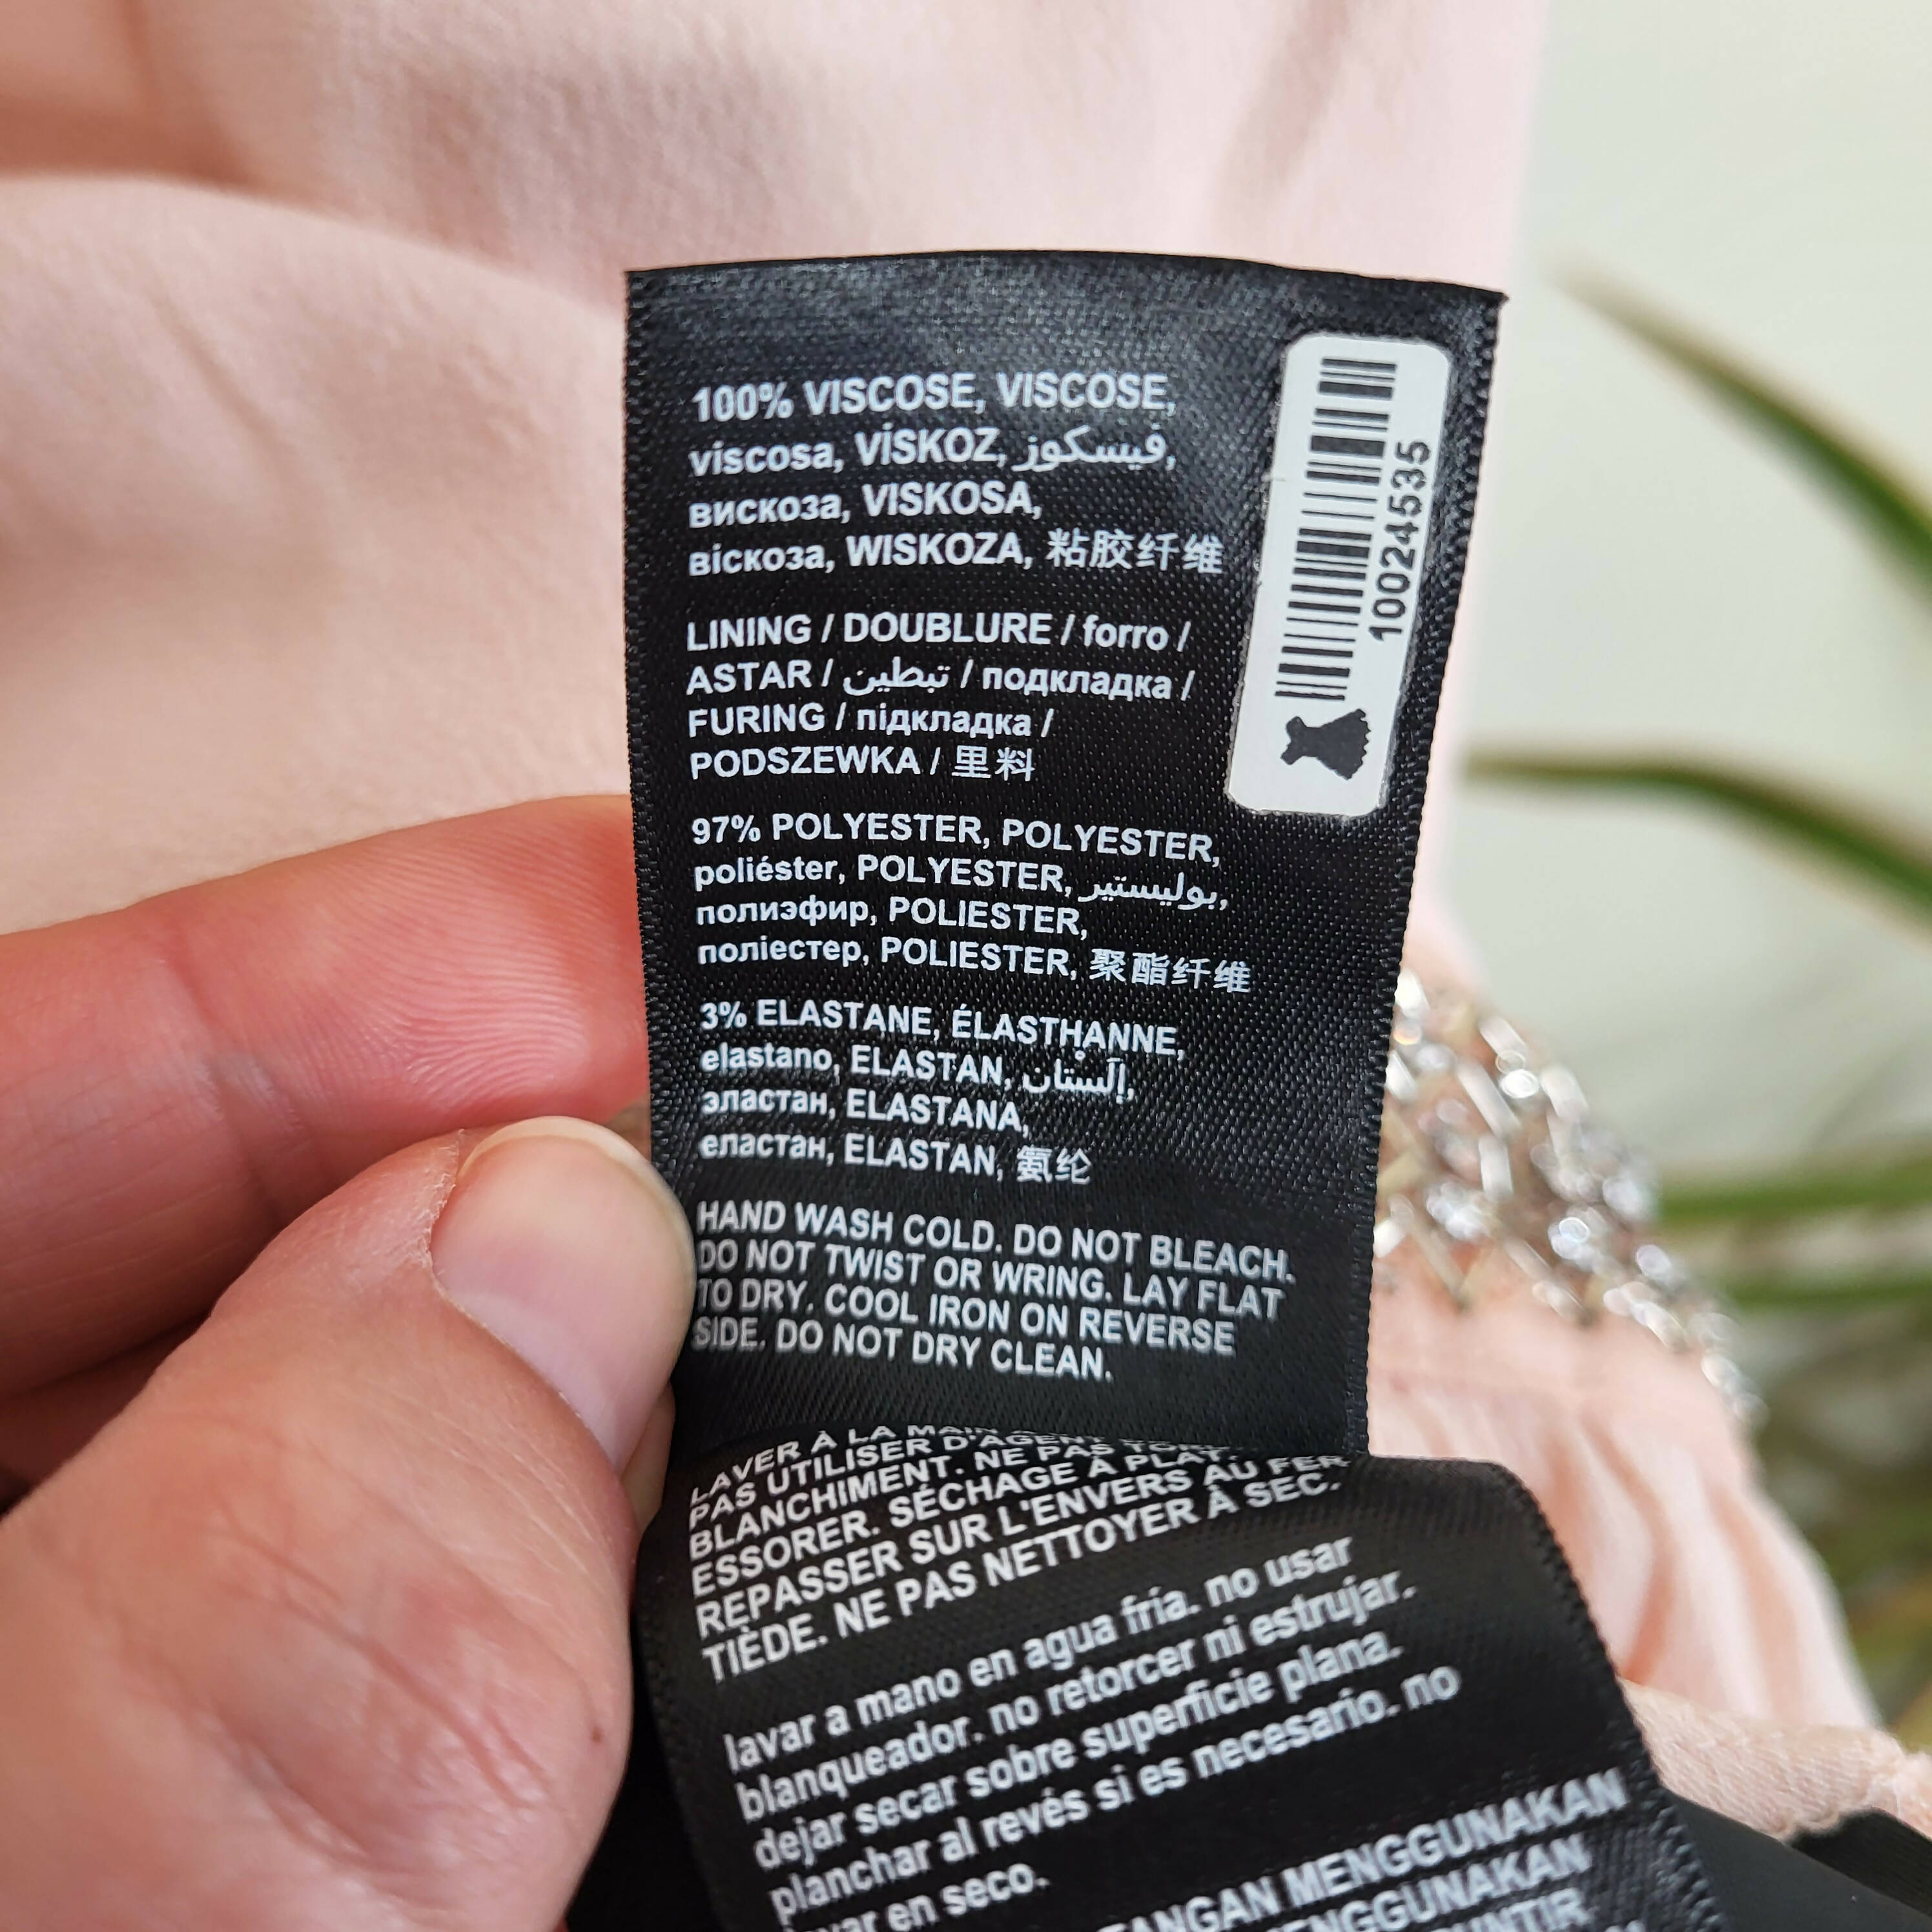 100% VISCOSE, VISCOSE,
viscosa, VİSKOZ, فيسكوز,
вискоза, VISKOSA,
віскоза, WISKOZA, 粘胶纤维
LINING / DOUBLURE / forro /
ASTAR / تبطين / подкладка /
FURING / підкладка /
PODSZEWKA / 里料
97% POLYESTER, POLYESTER,
poliéster, POLYESTER, بوليستير,
полиэфир, POLIESTER,
поліестер, POLIESTER, 聚酯纤维
3% ELASTANE, ÉLASTHANNE,
elastano, ELASTAN, إلَسْتان,
эластан, ELASTANA,
еластан, ELASTAN, 氨纶
HAND WASH COLD. DO NOT BLEACH.
DO NOT TWIST OR WRING. LAY FLAT
TO DRY. COOL IRON ON REVERSE
SIDE. DO NOT DRY CLEAN.
10024535
LAVER À LA MAIN
PAS UTILISER D'AGENT
BLANCHIMENT. NE PAS
ESSORER. SÉCHAGE À PLAT.
REPASSER SUR L'ENVERS AU FER
TIÈDE. NE PAS NETTOYER À SEC.
lavar a mano en agua fría. no usar
blanqueador. no retorcer ni estrujar.
dejar secar sobre superficie plana.
planchar al revés si es necesario. no
en seco.
MENGGUNAKAN